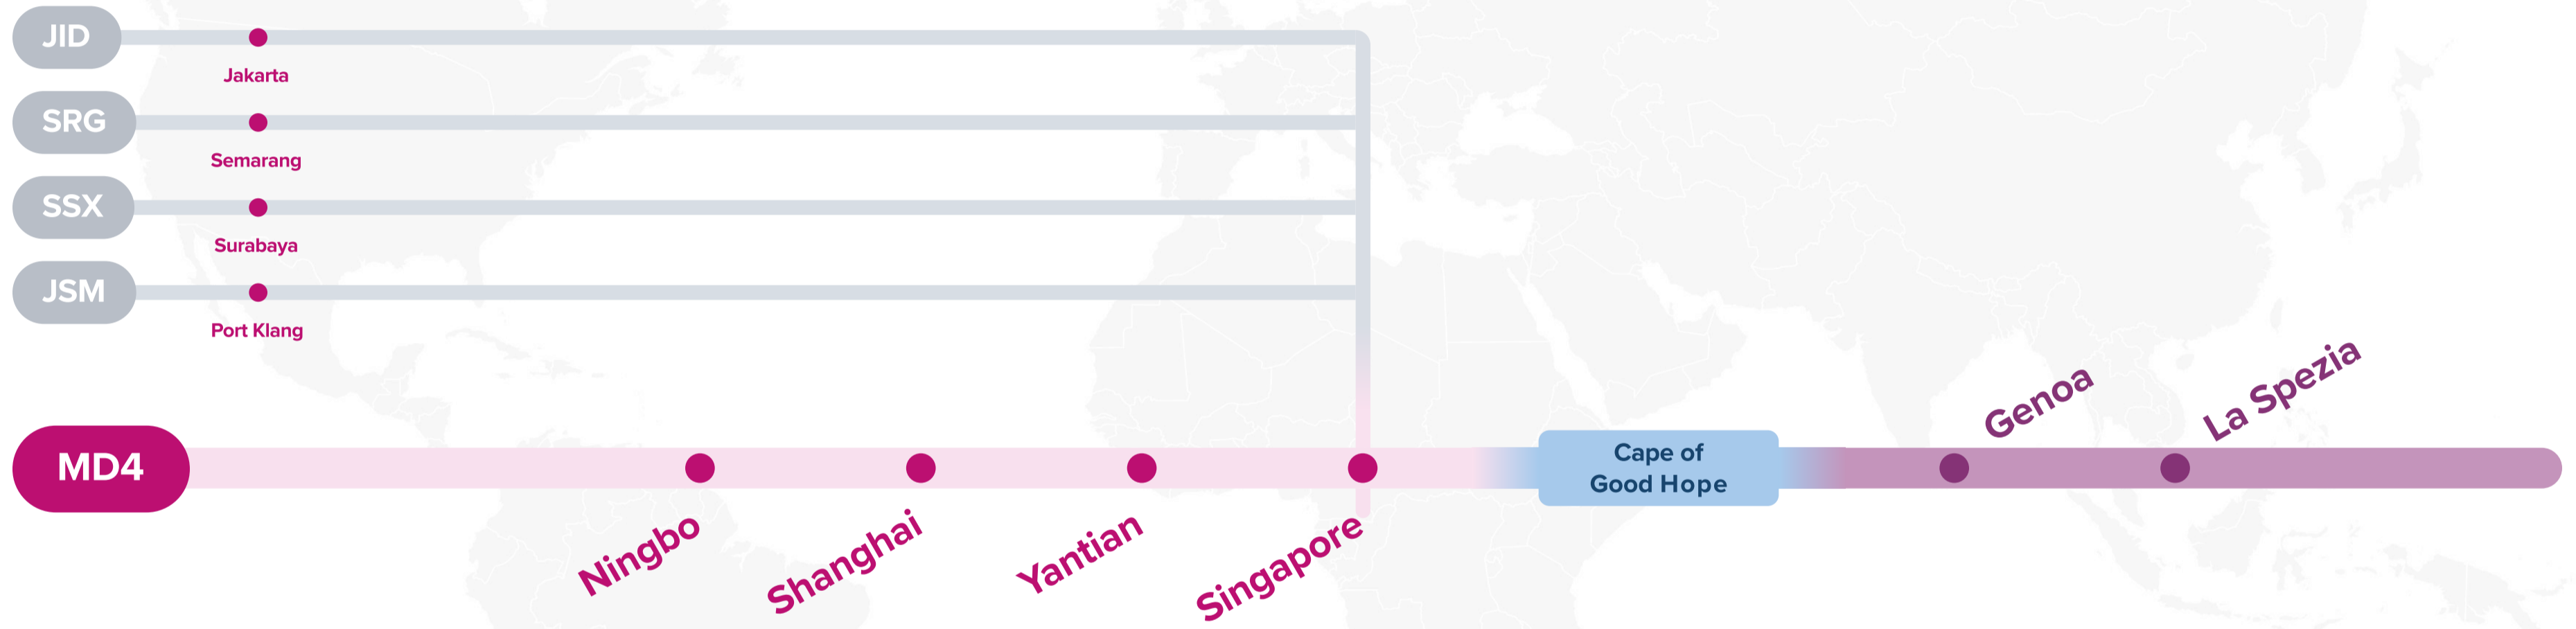 JID
Jakarta
SRG
Semarang
SSX
Surabaya
JSM
Port Klang
MD4
Ningbo
Shanghai
Yantian
Singapore
Cape of
Good Hope
Genoa
La Spezia